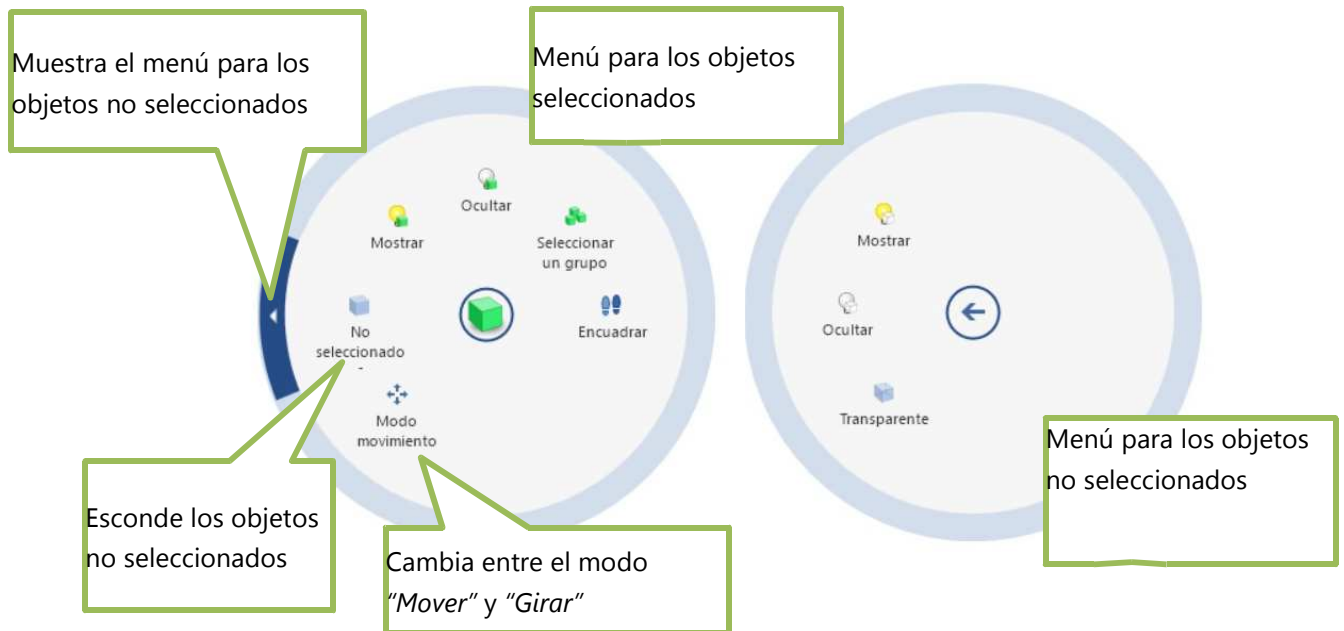 Muestra el menú para los
objetos no seleccionados
Menú para los objetos
seleccionados
Ocultar
Mostrar
Seleccionar
un grupo
No
seleccionado
-
Encuadrar
Modo
movimiento
Mostrar
Ocultar
Transparente
Esconde los objetos
no seleccionados
Cambia entre el modo
“Mover” y “Girar”
Menú para los objetos
no seleccionados